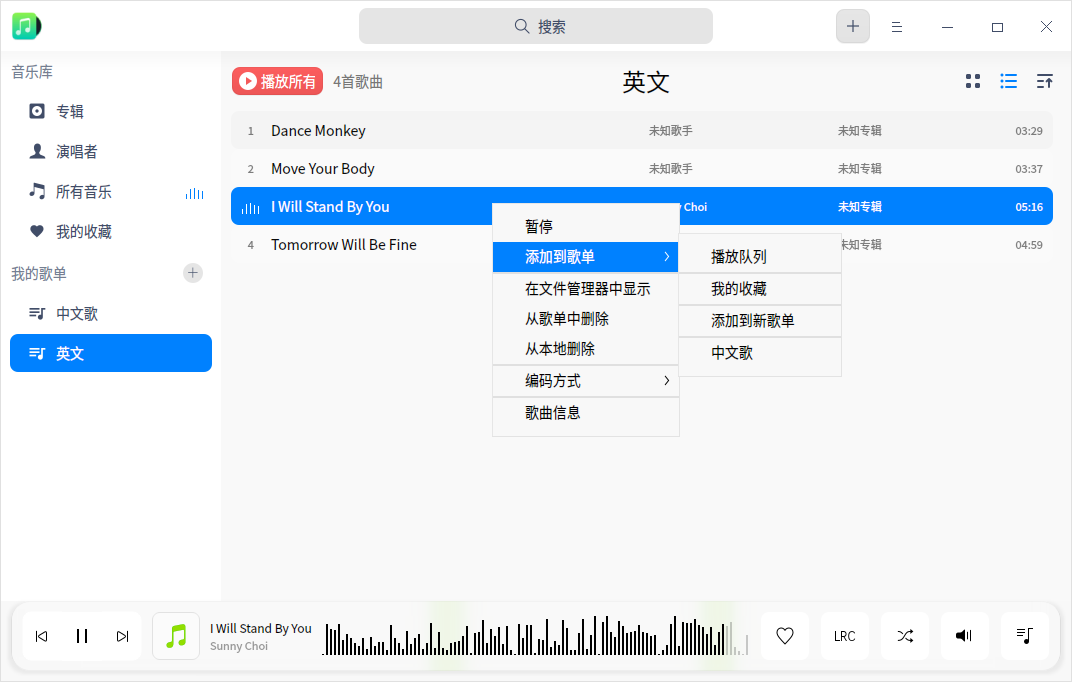 搜索
音乐库
专辑
演唱者
所有音乐
我的收藏
我的歌单
中文歌
英文
播放所有 4首歌曲 英文
1 Dance Monkey 未知歌手 未知专辑 03:29
2 Move Your Body 未知歌手 未知专辑 03:37
I Will Stand By You Choi 未知专辑 05:16
4 Tomorrow Will Be Fine 未知专辑 04:59
暂停
添加到歌单
在文件管理器中显示
从歌单中删除
从本地删除
编码方式
歌曲信息
播放队列
我的收藏
添加到新歌单
中文歌
I Will Stand By You
Sunny Choi
LRC